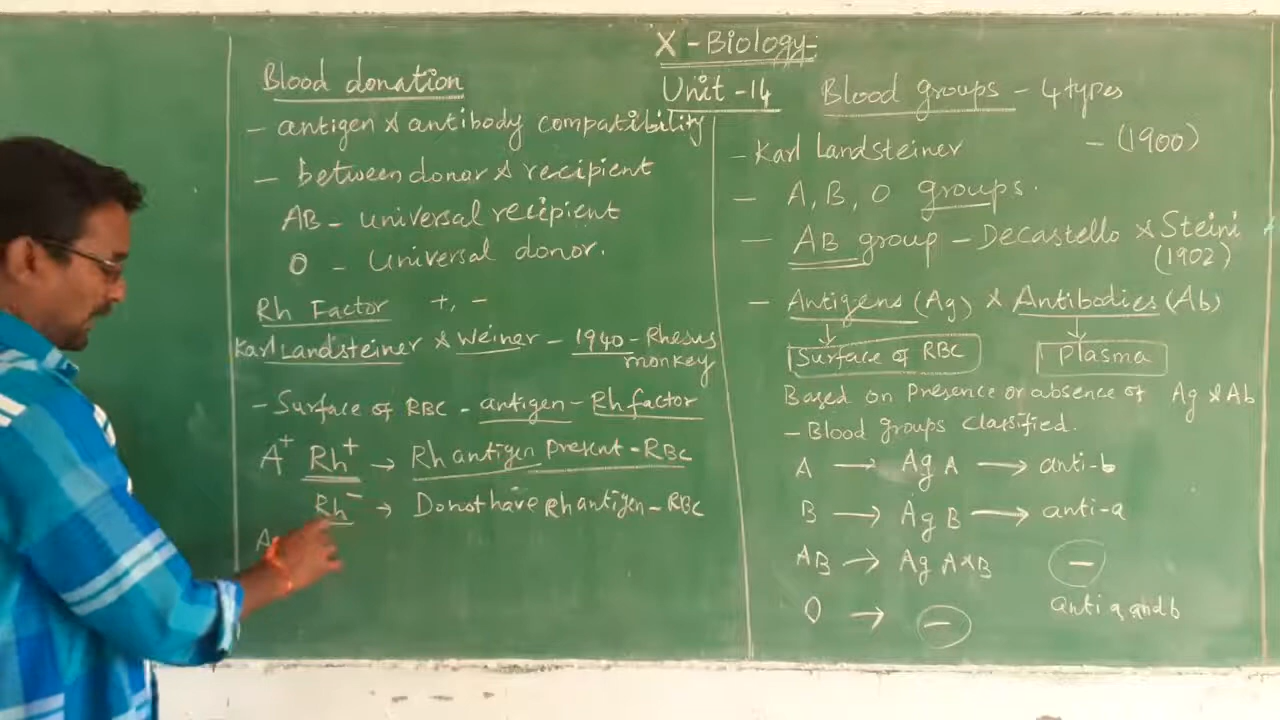 X - Biology:
Unit - 14
Blood donation
- antigen & antibody compatibility
- between donor & recipient
AB - universal recipient
O - Universal donor.
Rh Factor +, -
Karl Landsteiner & Weiner - 1940 - Rhesus
monkey
- Surface of RBC - antigen - Rh factor
A+ Rh+ → Rh antigen Present - RBC
Rh- → Do not have Rh antigen - RBC
A
Blood groups - 4 types
- Karl Landsteiner - (1900)
- A, B, O groups.
- AB group - Decastello & Steini
(1902)
- Antigens (Ag) & Antibodies (Ab)
↓ ↓
Surface of RBC Plasma
Based on Presence or absence of Ag & Ab
- Blood groups classified.
A → Ag A → anti-b
B → Ag B → anti-a
AB → Ag A & B -
O → - anti a and b